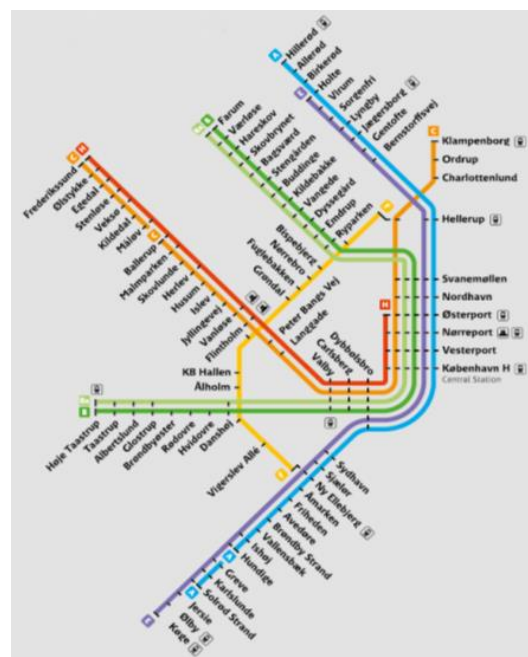 A
Hillerød
Allerød
Birkerød
Holte
Virum
Sorgenfri
Lyngby
Jægersborg
Gentofte
Bernstorffsvej
E
C
Klampenborg
Ordrup
Charlottenlund
Hellerup
B
Farum
Værløse
Hareskov
Skovbrynet
Bagsværd
Stengården
Buddinge
Kildebakke
Vangede
Dyssegård
Emdrup
Ryparken
F
Bispebjerg
Nørrebro
Fuglebakken
Grøndal
C
H
Frederikssund
Ølstykke
Egedal
Stenløse
Veksø
Kildedal
Måløv
C
Ballerup
Malmparken
Skovlunde
Herlev
Husum
Islev
Jyllingevej
Vanløse
Flintholm
Peter Bangs Vej
Langgade
Valby
Carlsberg
Dybbølsbro
Svanemøllen
Nordhavn
H
Østerport
Nørreport
Vesterport
København H
Central Station
KB Hallen
Ålholm
B
Høje Taastrup
Taastrup
Albertslund
Glostrup
Brøndbyøster
Rødovre
Hvidovre
Danshøj
Vigerslev Allé
F
Sydhavn
Sjælør
Ny Ellebjerg
Åmarken
Friheden
Avedøre
Brøndby Strand
Vallensbæk
Ishøj
Hundige
A
Greve
Karlslunde
Solrød Strand
A
Jersie
Ølby
Køge
E